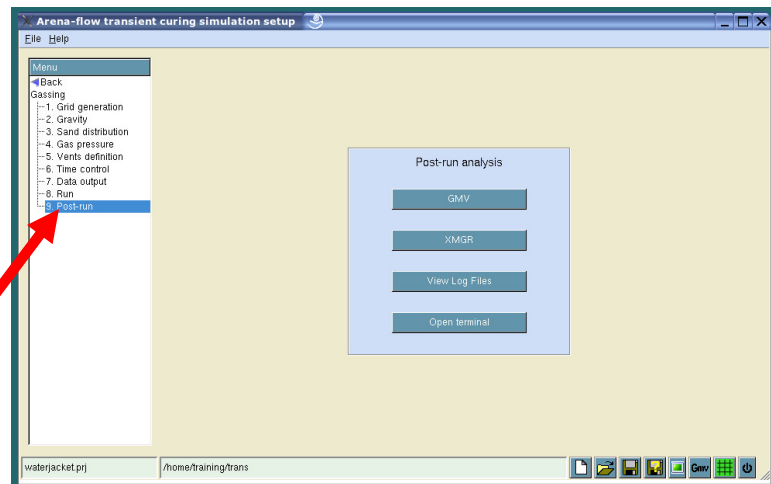 Arena-flow transient curing simulation setup
File Help
Menu
Back
Gassing
1. Grid generation
2. Gravity
3. Sand distribution
4. Gas pressure
5. Vents definition
6. Time control
7. Data output
8. Run
9. Post-run
Post-run analysis
GMV
XMGR
View Log Files
Open terminal
waterjacket.prj
/home/training/trans
Gmv